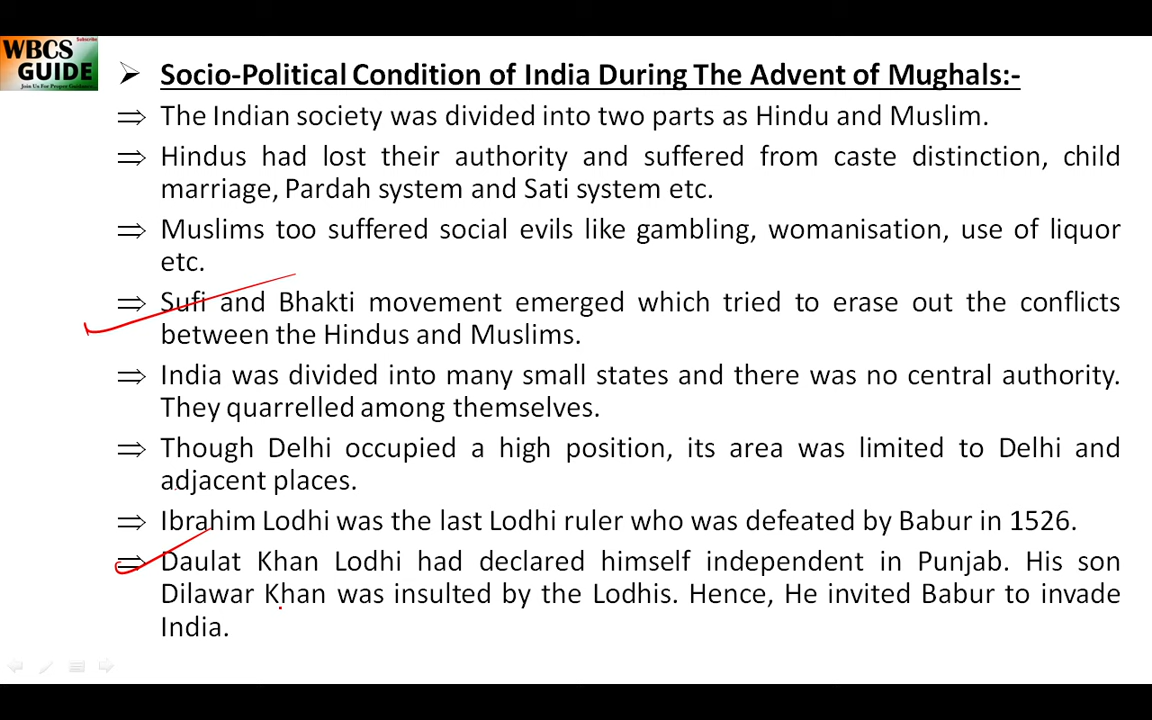 Subscribe
WBCS
GUIDE
Join Us For Proper Guidance
➢ Socio-Political Condition of India During The Advent of Mughals:-
⇒ The Indian society was divided into two parts as Hindu and Muslim.
⇒ Hindus had lost their authority and suffered from caste distinction, child
marriage, Pardah system and Sati system etc.
⇒ Muslims too suffered social evils like gambling, womanisation, use of liquor
etc.
⇒ Sufi and Bhakti movement emerged which tried to erase out the conflicts
between the Hindus and Muslims.
⇒ India was divided into many small states and there was no central authority.
They quarrelled among themselves.
⇒ Though Delhi occupied a high position, its area was limited to Delhi and
adjacent places.
⇒ Ibrahim Lodhi was the last Lodhi ruler who was defeated by Babur in 1526.
⇒ Daulat Khan Lodhi had declared himself independent in Punjab. His son
Dilawar Khan was insulted by the Lodhis. Hence, He invited Babur to invade
India.